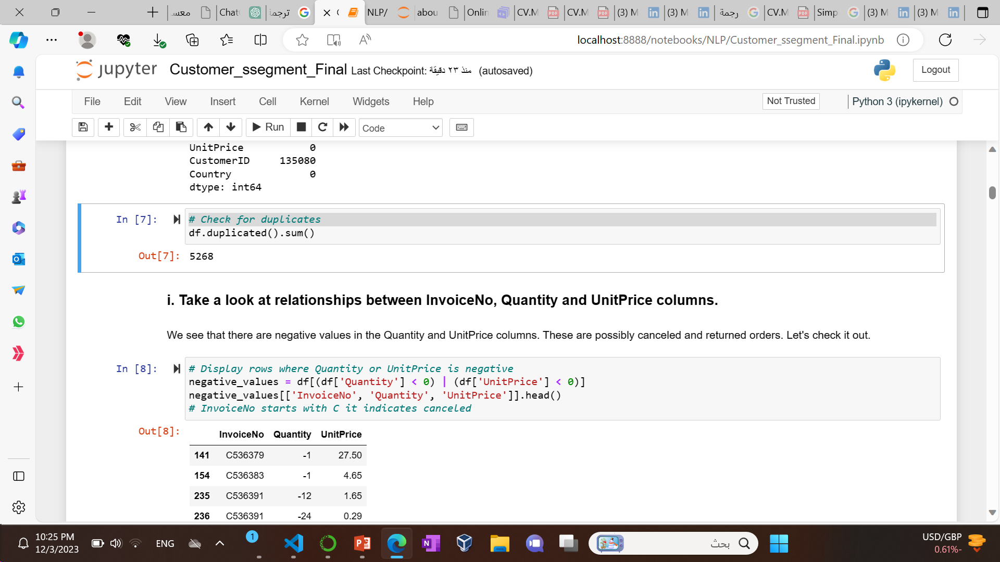 معس
Chat
ترجمة
NLP/
abou
Onlin
CV.M
CV.M
(3) M
(3) M
رجمة
CV.M
Simp
(3) M
(3) M
localhost:8888/notebooks/NLP/Customer_ssegment_Final.ipynb
jupyter Customer_ssegment_Final Last Checkpoint: منذ ٢٣ دقيقة (autosaved)
Logout
File Edit View Insert Cell Kernel Widgets Help
Not Trusted
Python 3 (ipykernel)
Run
Code
UnitPrice 0
CustomerID 135080
Country 0
dtype: int64
In [7]:
# Check for duplicates
df.duplicated().sum()
Out[7]: 5268
i. Take a look at relationships between InvoiceNo, Quantity and UnitPrice columns.
We see that there are negative values in the Quantity and UnitPrice columns. These are possibly canceled and returned orders. Let's check it out.
In [8]:
# Display rows where Quantity or UnitPrice is negative
negative_values = df[(df['Quantity'] < 0) | (df['UnitPrice'] < 0)]
negative_values[['InvoiceNo', 'Quantity', 'UnitPrice']].head()
# InvoiceNo starts with C it indicates canceled
Out[8]:
InvoiceNo Quantity UnitPrice
141 C536379 -1 27.50
154 C536383 -1 4.65
235 C536391 -12 1.65
236 C536391 -24 0.29
10:25 PM
12/3/2023
ENG
1
بحث
USD/GBP
0.61%-